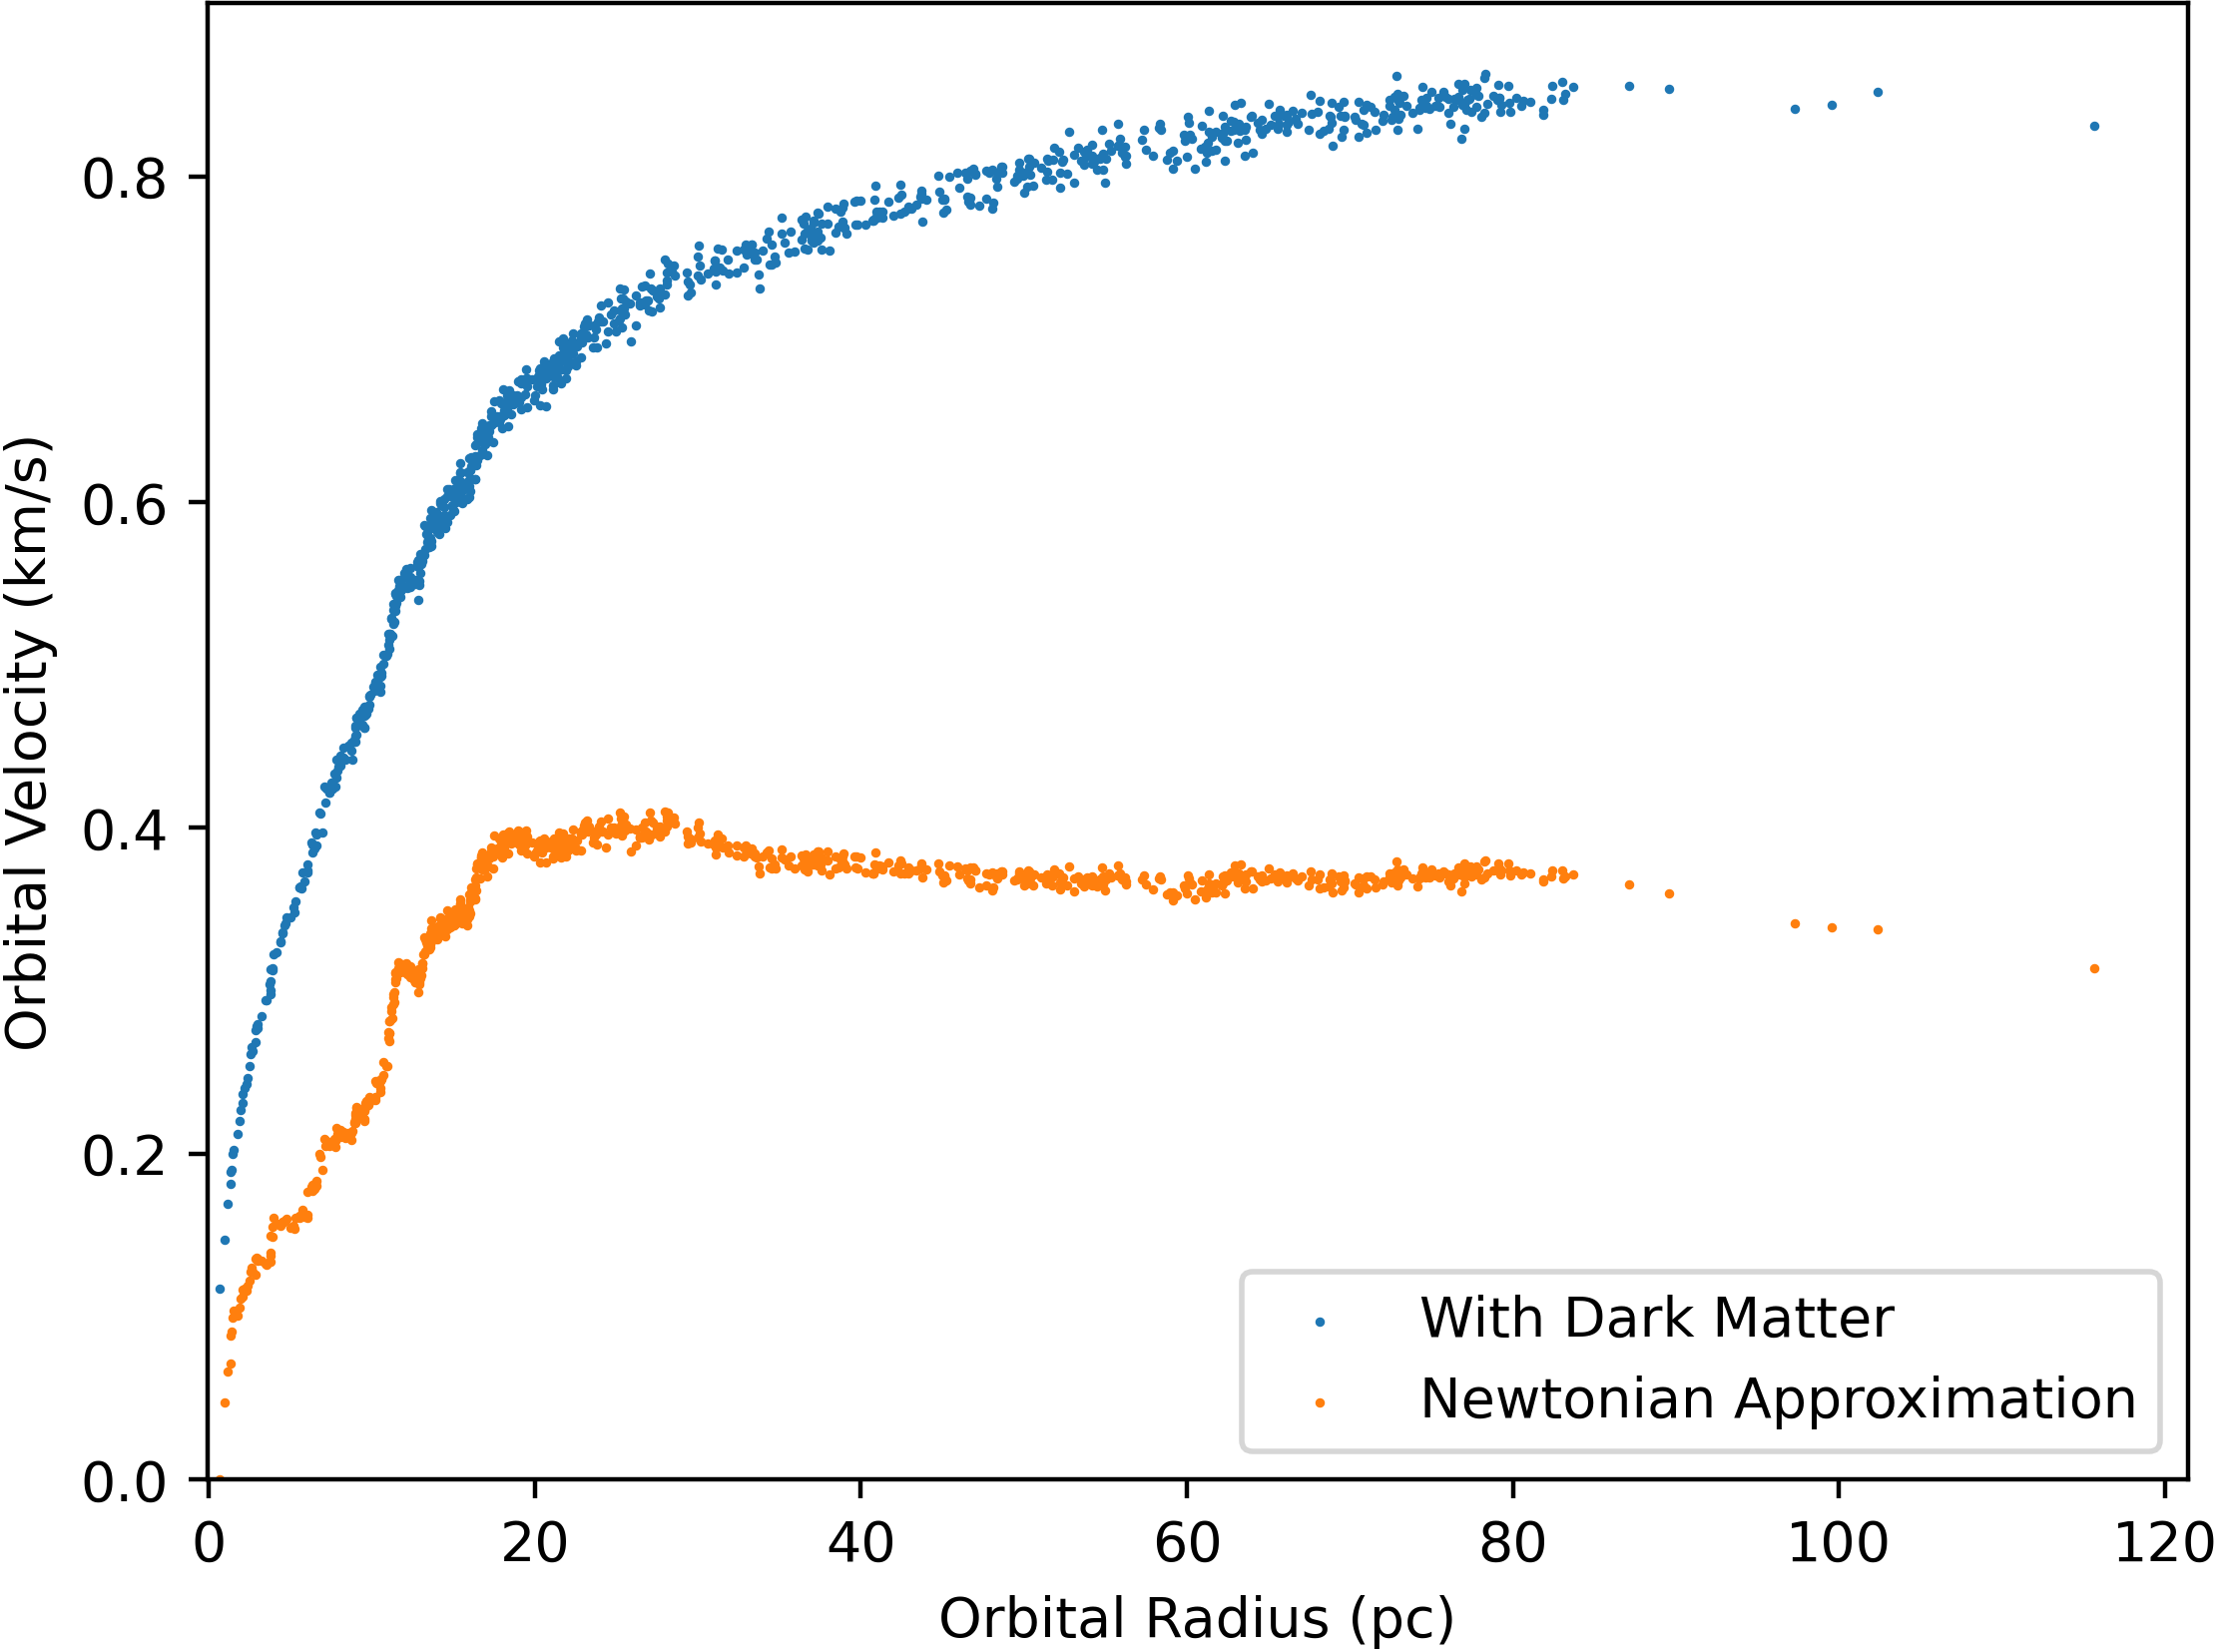 Orbital Velocity (km/s)
0.8
0.6
0.4
0.2
0.0
With Dark Matter
Newtonian Approximation
0 20 40 60 80 100 120
Orbital Radius (pc)